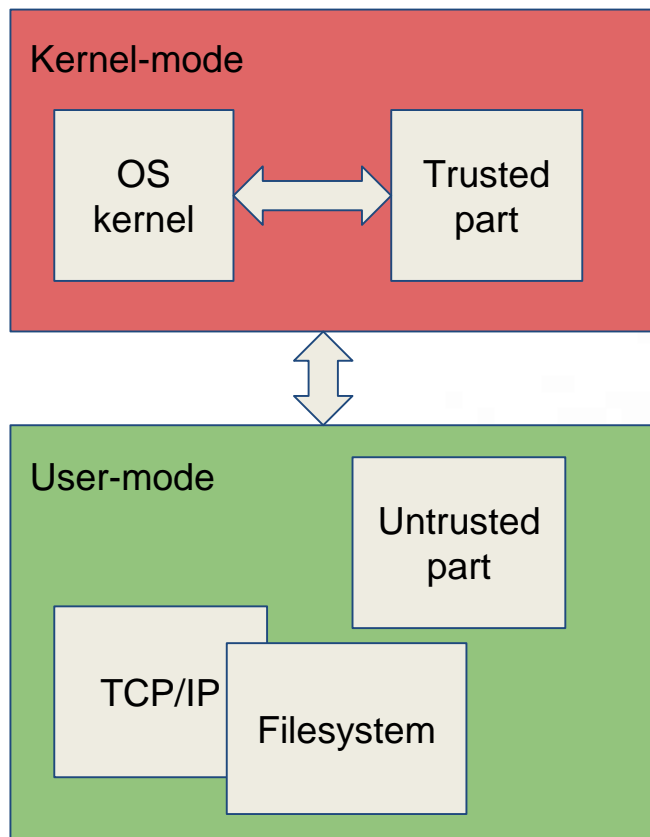 Kernel-mode
OS
kernel
Trusted
part
User-mode
Untrusted
part
TCP/IP
Filesystem